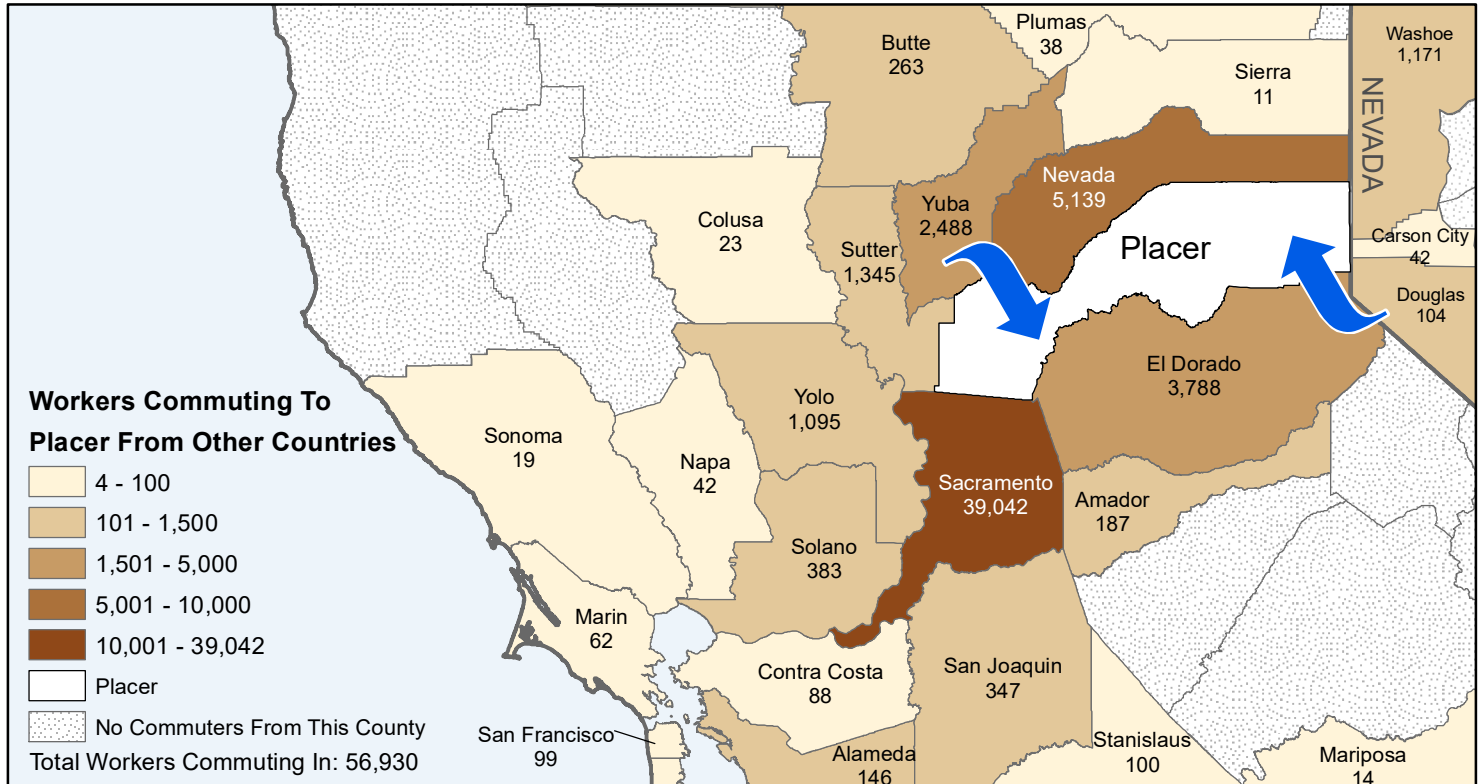 Plumas
38
Butte
263
Washoe
1,171
Sierra
11
NEVADA
Nevada
5,139
Yuba
2,488
Colusa
23
Sutter
1,345
Placer
Carson City
42
Douglas
104
El Dorado
3,788
Yolo
1,095
Sonoma
19
Napa
42
Sacramento
39,042
Amador
187
Solano
383
Marin
62
Contra Costa
88
San Joaquin
347
San Francisco
99
Alameda
146
Stanislaus
100
Mariposa
14
Workers Commuting To
Placer From Other Countries
4 - 100
101 - 1,500
1,501 - 5,000
5,001 - 10,000
10,001 - 39,042
Placer
No Commuters From This County
Total Workers Commuting In: 56,930